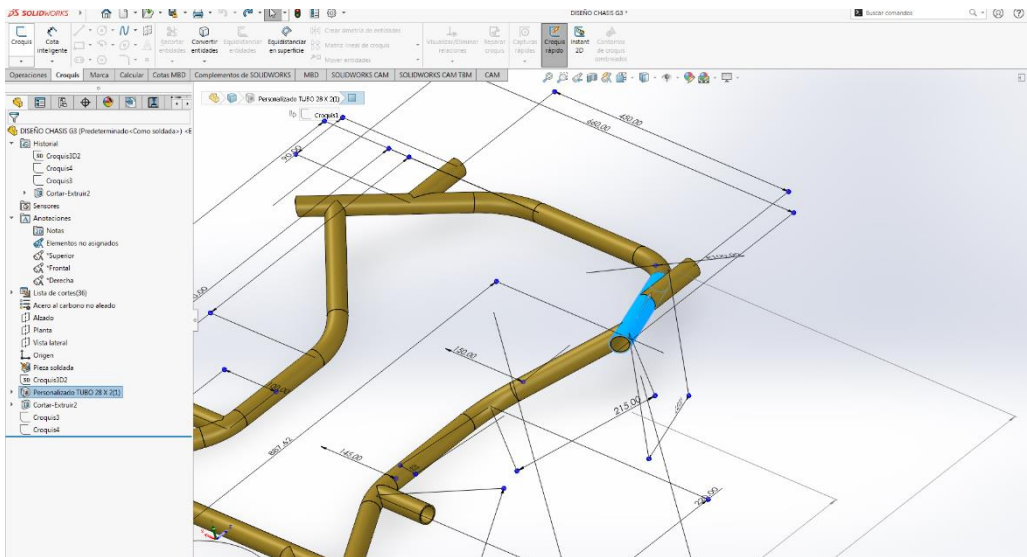 SOLIDWORKS
DISEÑO CHASIS G3 *
Buscar comandos
Croquis
Cota inteligente
Recortar entidades
Convertir entidades
Equidistanciar entidades
Equidistanciar en superficie
Crear simetría de entidades
Matriz lineal de croquis
Mover entidades
Visualizar/Eliminar relaciones
Reparar croquis
Capturas rápidas
Croquis rápido
Instant 2D
Contornos de croquis sombreados
Operaciones
Croquis
Marca
Calcular
Cotas MBD
Complementos de SOLIDWORKS
MBD
SOLIDWORKS CAM
SOLIDWORKS CAM TBM
CAM
Personalizado TUBO 28 X 2(1)
Croquis1
DISEÑO CHASIS G3 (Predeterminado<Como soldada>) <E
Historial
3D Croquis3D2
Croquis4
Croquis3
Cortar-Extruir2
Sensores
Anotaciones
Notas
Elementos no asignados
*Superior
*Frontal
*Derecha
Lista de cortes(36)
Acero al carbono no aleado
Alzado
Planta
Vista lateral
Origen
Pieza soldada
3D Croquis3D2
Personalizado TUBO 28 X 2(1)
Cortar-Extruir2
Croquis3
Croquis4
90.00
480.00
660.00
150.00
215.00
145.00